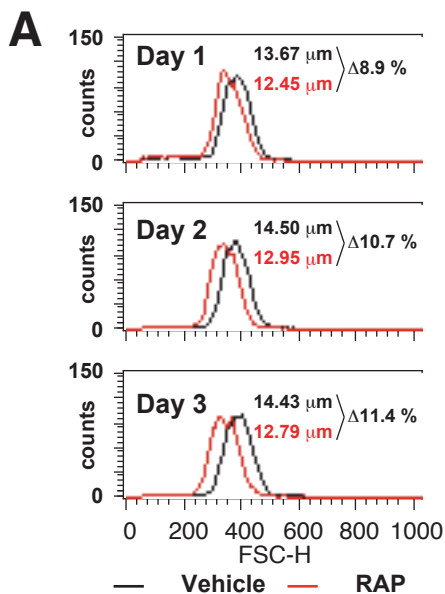 A
150
counts
0
Day 1
13.67 μm
12.45 μm
Δ8.9 %
150
counts
0
Day 2
14.50 μm
12.95 μm
Δ10.7 %
150
counts
0
Day 3
14.43 μm
12.79 μm
Δ11.4 %
0 200 400 600 800 1000
FSC-H
Vehicle RAP